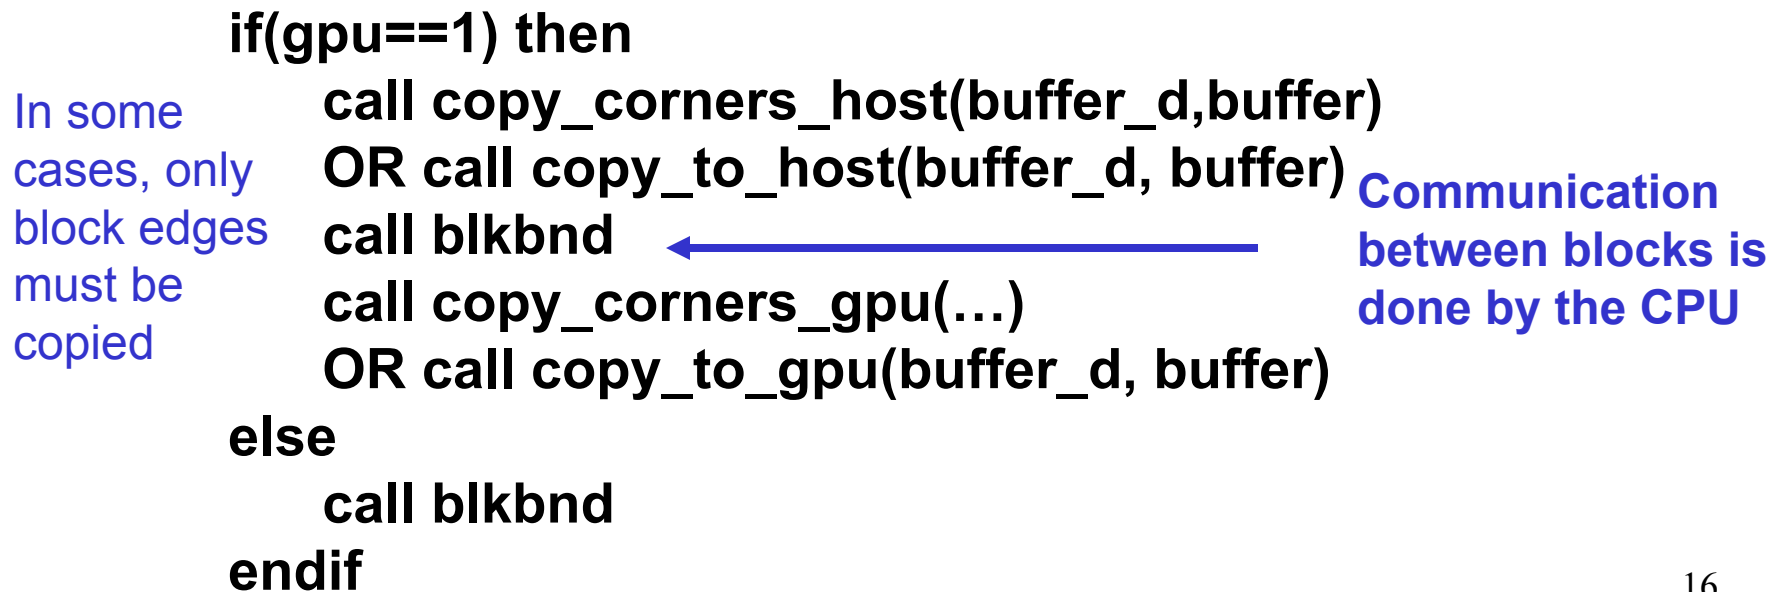 if(gpu==1) then
call copy_corners_host(buffer_d,buffer)
OR call copy_to_host(buffer_d, buffer)
call blkbnd
call copy_corners_gpu(…)
OR call copy_to_gpu(buffer_d, buffer)
else
call blkbnd
endif
In some
cases, only
block edges
must be
copied
Communication
between blocks is
done by the CPU
16